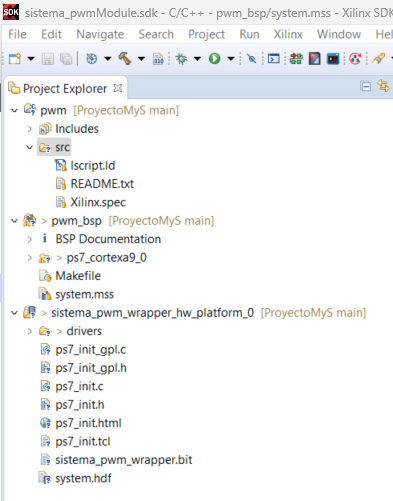 SDK sistema_pwmModule.sdk - C/C++ - pwm_bsp/system.mss - Xilinx SDK
File Edit Navigate Search Project Run Xilinx Window Help
Project Explorer
pwm [ProyectoMyS main]
Includes
src
lscript.ld
README.txt
Xilinx.spec
> pwm_bsp [ProyectoMyS main]
BSP Documentation
> ps7_cortexa9_0
Makefile
system.mss
> sistema_pwm_wrapper_hw_platform_0 [ProyectoMyS main]
> drivers
ps7_init_gpl.c
ps7_init_gpl.h
ps7_init.c
ps7_init.h
ps7_init.html
ps7_init.tcl
sistema_pwm_wrapper.bit
system.hdf